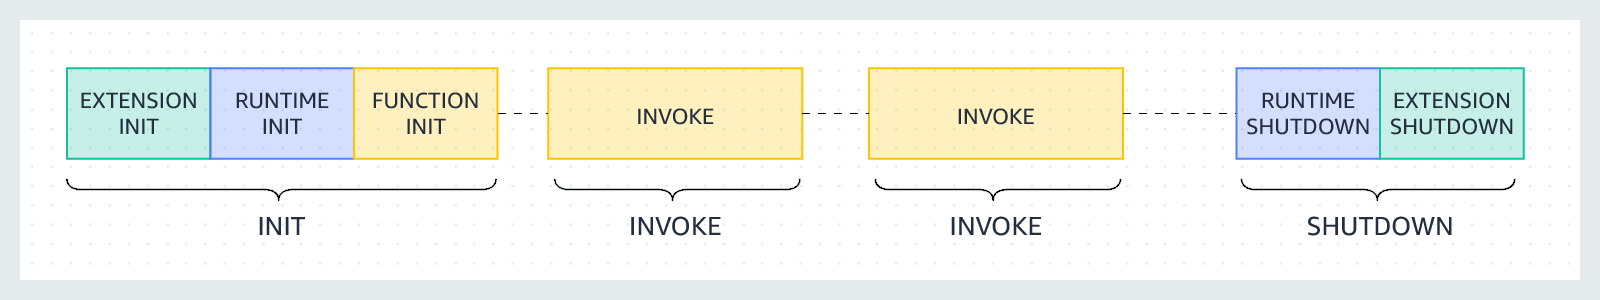 EXTENSION
INIT
RUNTIME
INIT
FUNCTION
INIT
INVOKE
INVOKE
RUNTIME
SHUTDOWN
EXTENSION
SHUTDOWN
INIT
INVOKE
INVOKE
SHUTDOWN